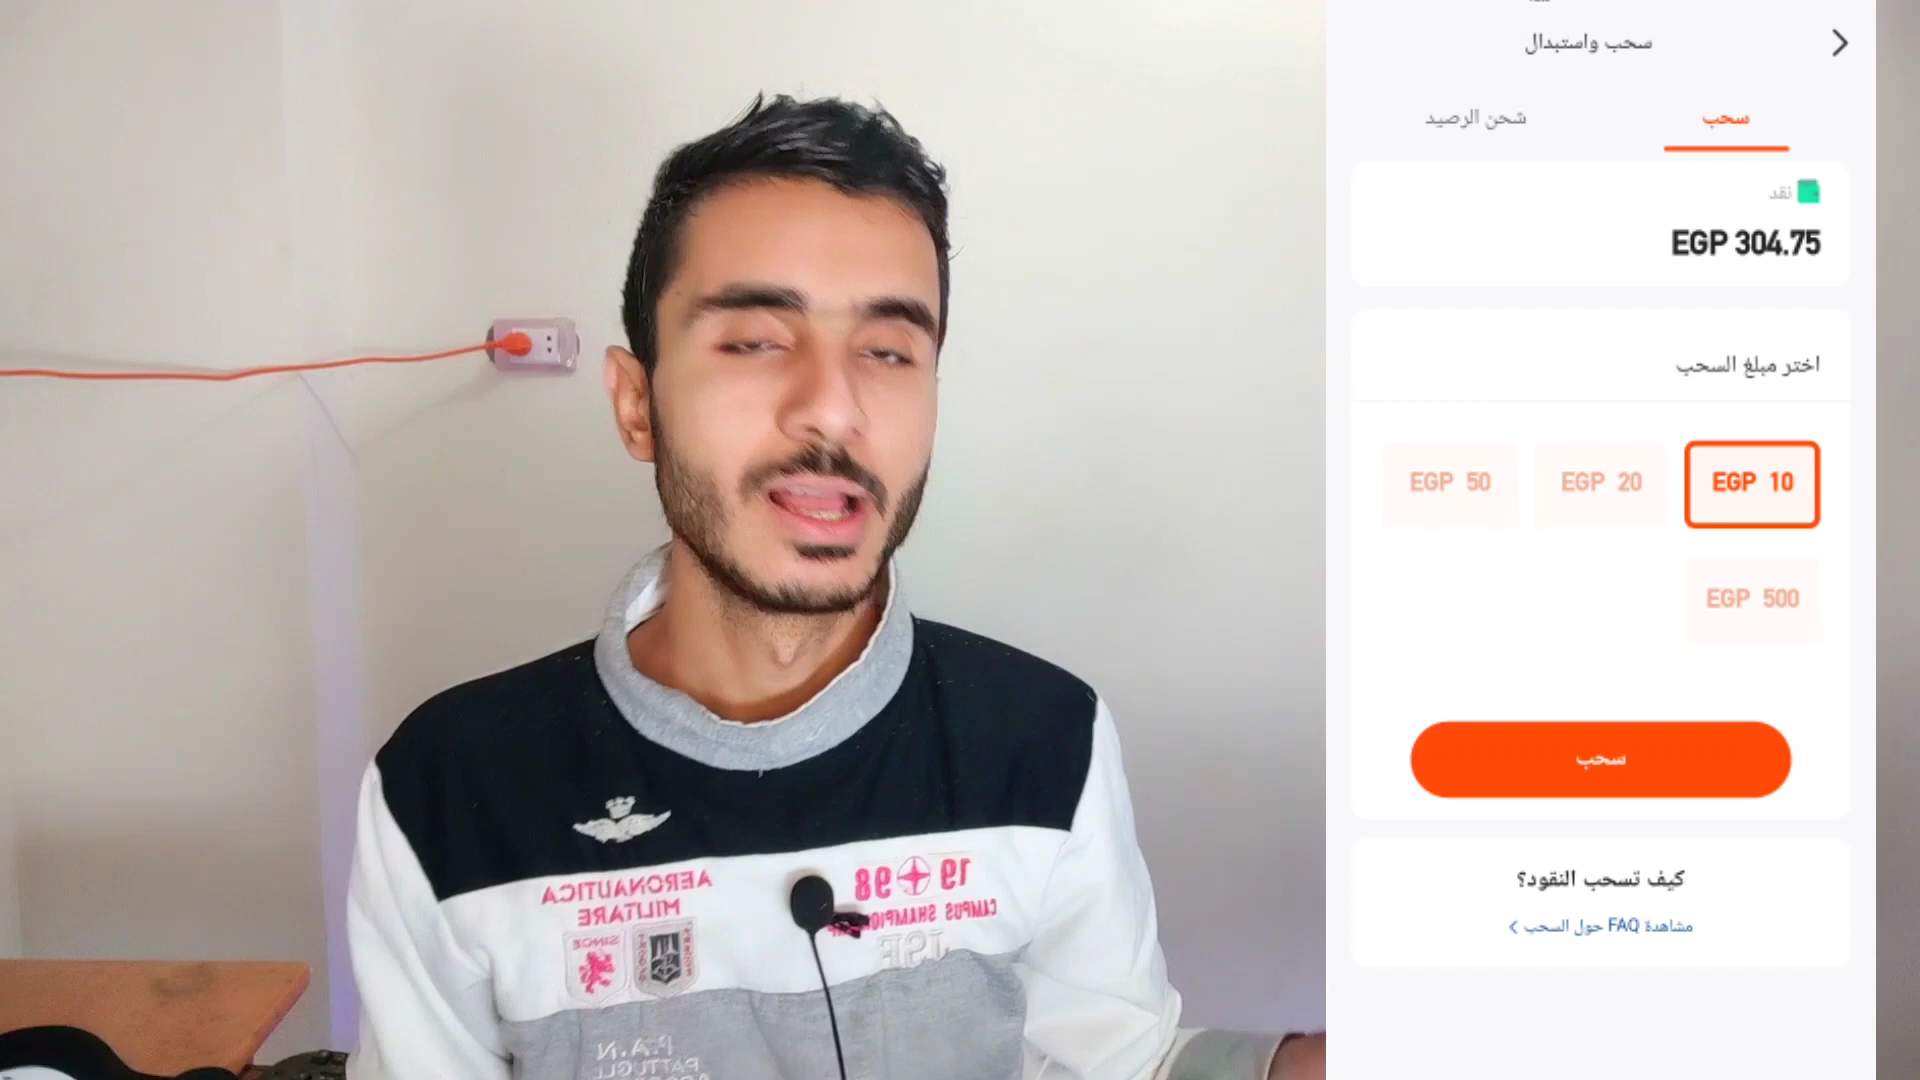 سحب واستبدال
سحب
شحن الرصيد
نقد
EGP 304.75
اختر مبلغ السحب
EGP 10
EGP 20
EGP 50
EGP 500
سحب
كيف تسحب النقود؟
مشاهدة FAQ حول السحب
19 98
AERONAUTICA
MILITARE
CAMPUS
SINCE
P.A.N